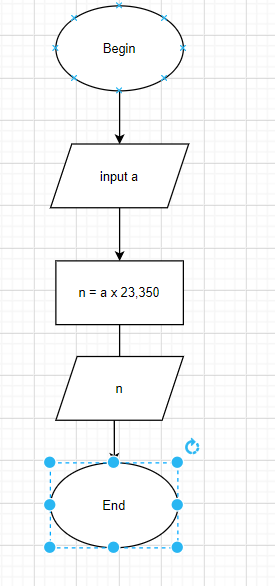 Begin
input a
n = a x 23,350
n
End